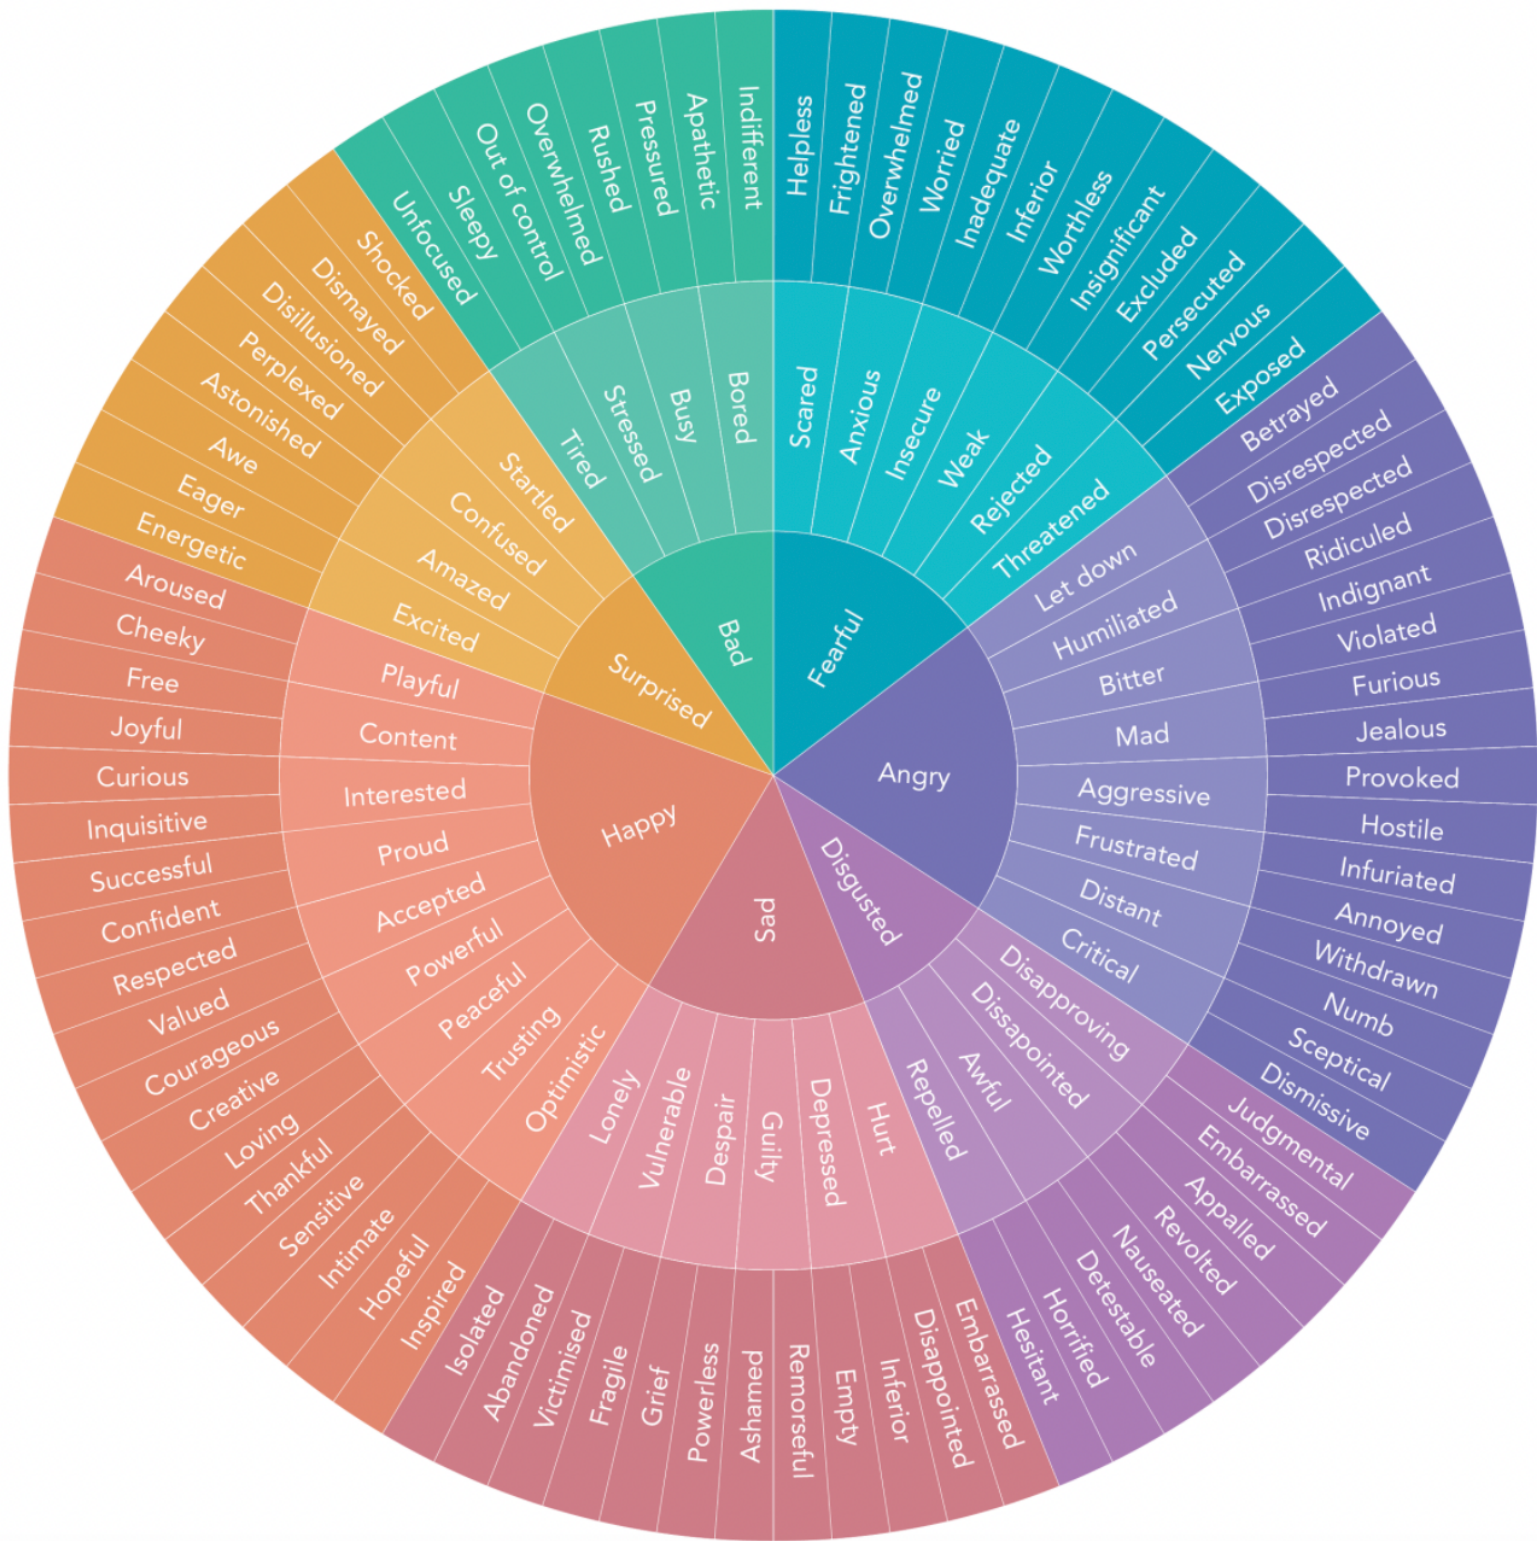 Fearful
Angry
Disgusted
Sad
Happy
Surprised
Bad
Scared
Anxious
Insecure
Weak
Rejected
Threatened
Let down
Humiliated
Bitter
Mad
Aggressive
Frustrated
Distant
Critical
Disapproving
Dissapointed
Awful
Repelled
Hurt
Depressed
Guilty
Despair
Vulnerable
Lonely
Optimistic
Trusting
Peaceful
Powerful
Accepted
Proud
Interested
Content
Playful
Excited
Amazed
Confused
Startled
Tired
Stressed
Busy
Bored
Helpless
Frightened
Overwhelmed
Worried
Inadequate
Inferior
Worthless
Insignificant
Excluded
Persecuted
Nervous
Exposed
Betrayed
Disrespected
Disrespected
Ridiculed
Indignant
Violated
Furious
Jealous
Provoked
Hostile
Infuriated
Annoyed
Withdrawn
Numb
Sceptical
Dismissive
Judgmental
Embarrassed
Appalled
Revolted
Nauseated
Detestable
Horrified
Hesitant
Embarrassed
Disappointed
Inferior
Empty
Remorseful
Ashamed
Powerless
Grief
Fragile
Victimised
Abandoned
Isolated
Inspired
Hopeful
Intimate
Sensitive
Thankful
Loving
Creative
Courageous
Valued
Respected
Confident
Successful
Inquisitive
Curious
Joyful
Free
Cheeky
Aroused
Energetic
Eager
Awe
Astonished
Perplexed
Disillusioned
Dismayed
Shocked
Unfocused
Sleepy
Out of control
Overwhelmed
Rushed
Pressured
Apathetic
Indifferent